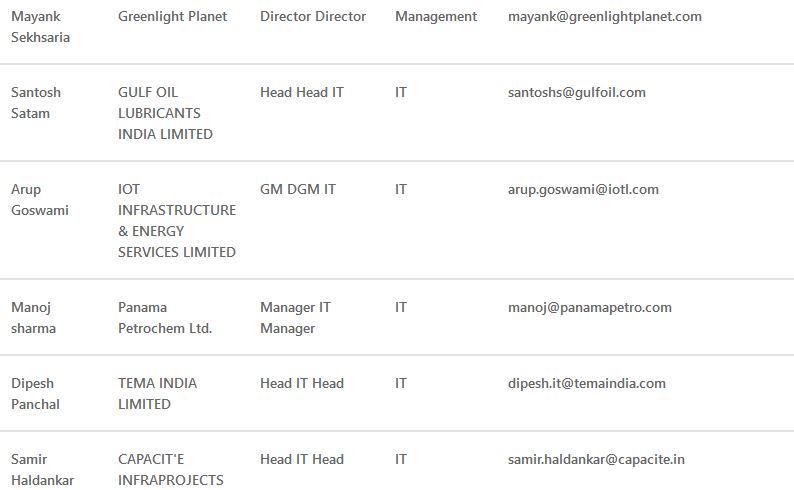 Mayank Greenlight Planet Director Director Management mayank@greenlightplanet.com
Sekhsaria
Santosh GULF OIL Head Head IT IT santoshs@gulfoil.com
Satam LUBRICANTS
INDIA LIMITED
Arup IOT GM DGM IT IT arup.goswami@iotl.com
Goswami INFRASTRUCTURE
& ENERGY
SERVICES LIMITED
Manoj Panama Manager IT IT manoj@panamapetro.com
sharma Petrochem Ltd. Manager
Dipesh TEMA INDIA Head IT Head IT dipesh.it@temaindia.com
Panchal LIMITED
Samir CAPACIT'E Head IT Head IT samir.haldankar@capacite.in
Haldankar INFRAPROJECTS